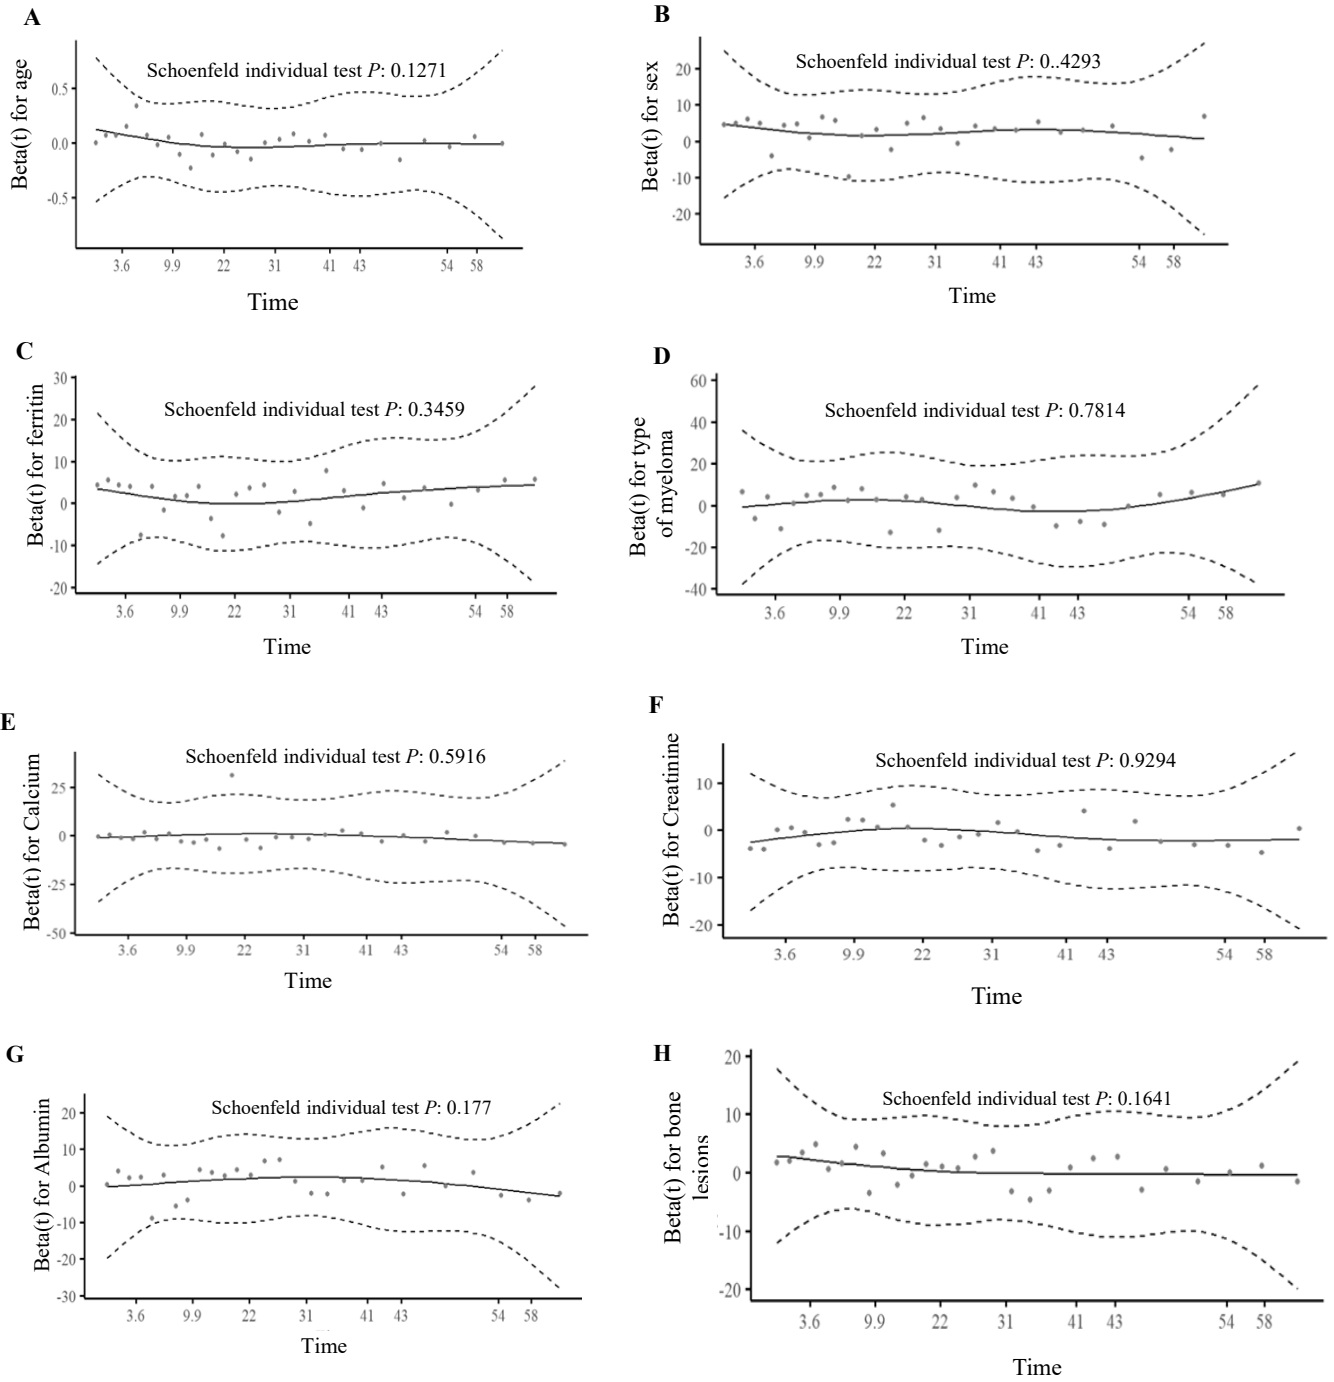 A
Beta(t) for age
Schoenfeld individual test P: 0.1271
0.5
0.0
-0.5
3.6 9.9 22 31 41 43 54 58
Time
B
Beta(t) for sex
Schoenfeld individual test P: 0..4293
20
10
0
-10
-20
3.6 9.9 22 31 41 43 54 58
Time
C
Beta(t) for ferritin
Schoenfeld individual test P: 0.3459
30
20
10
0
-10
-20
3.6 9.9 22 31 41 43 54 58
Time
D
Beta(t) for type
of myeloma
Schoenfeld individual test P: 0.7814
60
40
20
0
-20
-40
3.6 9.9 22 31 41 43 54 58
Time
E
Beta(t) for Calcium
Schoenfeld individual test P: 0.5916
25
0
-25
-50
3.6 9.9 22 31 41 43 54 58
Time
F
Beta(t) for Creatinine
Schoenfeld individual test P: 0.9294
10
0
-10
-20
3.6 9.9 22 31 41 43 54 58
Time
G
Beta(t) for Albumin
Schoenfeld individual test P: 0.177
20
10
0
-10
-20
-30
3.6 9.9 22 31 41 43 54 58
Time
H
Beta(t) for bone
lesions
Schoenfeld individual test P: 0.1641
20
10
0
-10
-20
3.6 9.9 22 31 41 43 54 58
Time